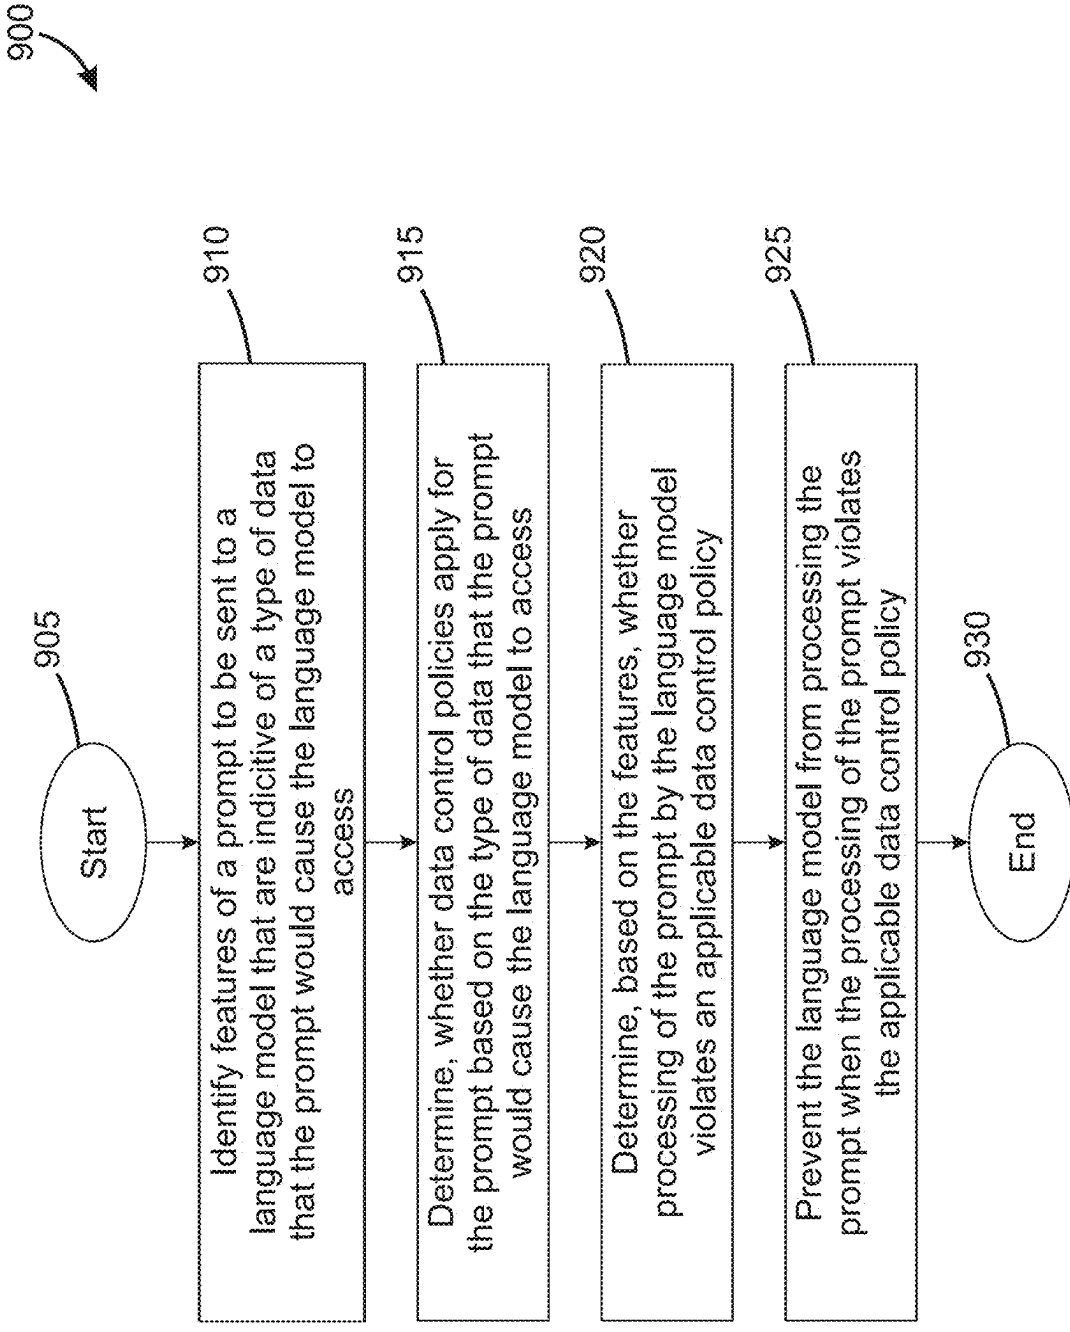 900
905
Start
910
Identify features of a prompt to be sent to a
language model that are indicitive of a type of data
that the prompt would cause the language model to
access
915
Determine, whether data control policies apply for
the prompt based on the type of data that the prompt
would cause the language model to access
920
Determine, based on the features, whether
processing of the prompt by the language model
violates an applicable data control policy
925
Prevent the language model from processing the
prompt when the processing of the prompt violates
the applicable data control policy
930
End